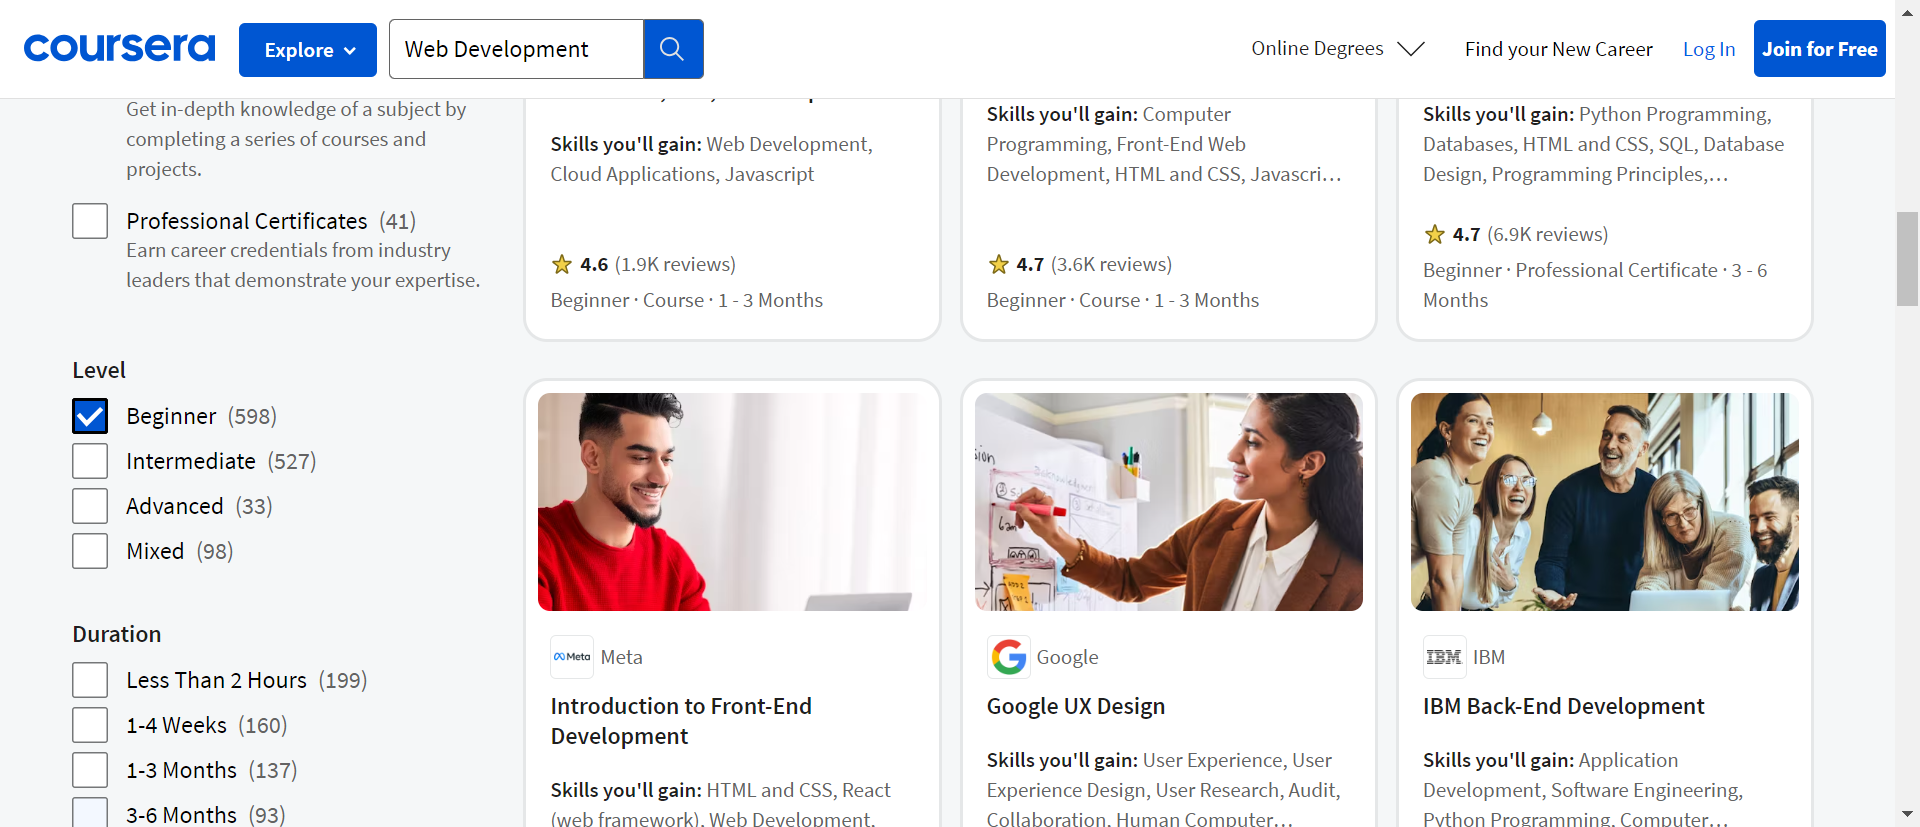 coursera
Explore
Web Development
Online Degrees
Find your New Career
Log In
Join for Free
Get in-depth knowledge of a subject by
completing a series of courses and
projects.
Professional Certificates (41)
Earn career credentials from industry
leaders that demonstrate your expertise.
Level
Beginner (598)
Intermediate (527)
Advanced (33)
Mixed (98)
Duration
Less Than 2 Hours (199)
1-4 Weeks (160)
1-3 Months (137)
3-6 Months (93)
Skills you'll gain: Web Development,
Cloud Applications, Javascript
4.6 (1.9K reviews)
Beginner · Course · 1 - 3 Months
Skills you'll gain: Computer
Programming, Front-End Web
Development, HTML and CSS, Javascri...
4.7 (3.6K reviews)
Beginner · Course · 1 - 3 Months
Skills you'll gain: Python Programming,
Databases, HTML and CSS, SQL, Database
Design, Programming Principles,...
4.7 (6.9K reviews)
Beginner · Professional Certificate · 3 - 6
Months
Meta Meta
Introduction to Front-End
Development
Skills you'll gain: HTML and CSS, React
(web framework), Web Development,
Google
Google UX Design
Skills you'll gain: User Experience, User
Experience Design, User Research, Audit,
Collaboration, Human Computer...
IBM IBM
IBM Back-End Development
Skills you'll gain: Application
Development, Software Engineering,
Python Programming, Computer...